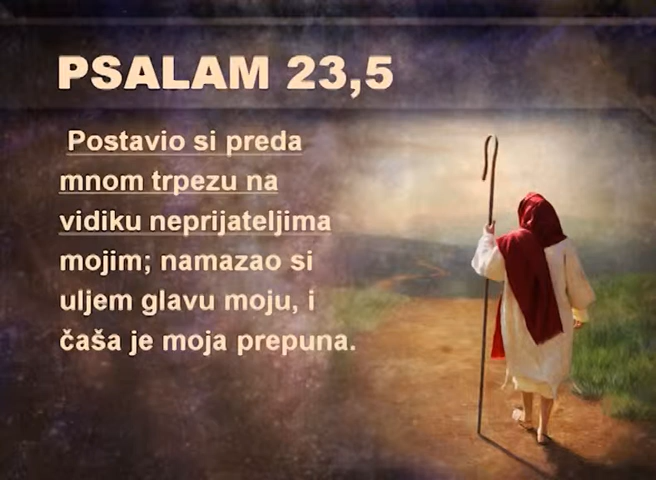 PSALAM 23,5
Postavio si preda
mnom trpezu na
vidiku neprijateljima
mojim; namazao si
uljem glavu moju, i
čaša je moja prepuna.